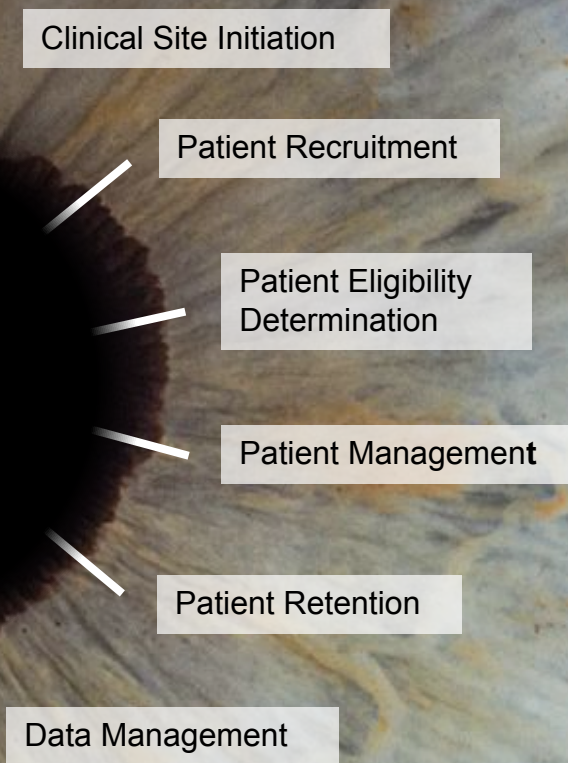 Clinical Site Initiation
Patient Recruitment
Patient Eligibility
Determination
Patient Management
Patient Retention
Data Management